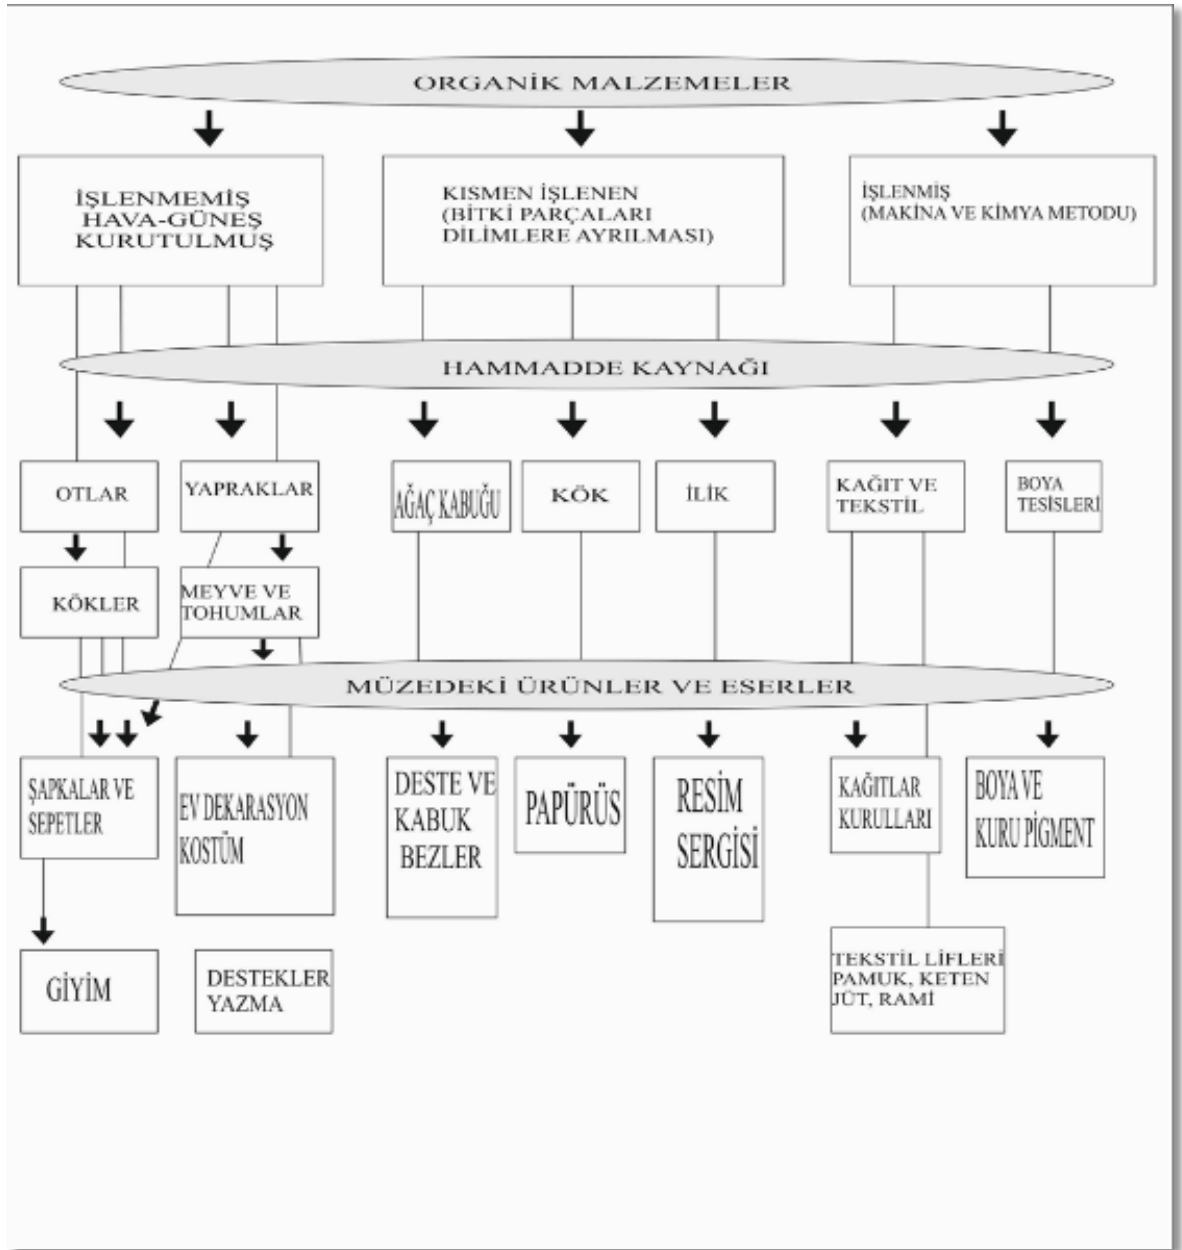 ORGANİK MALZEMELER
İŞLENMEMİŞ
HAVA-GÜNEŞ
KURUTULMUŞ
KISMEN İŞLENEN
(BİTKİ PARÇALARI
DİLİMLERE AYRILMASI)
İŞLENMİŞ
(MAKİNA VE KİMYA METODU)
HAMMADDE KAYNAĞI
OTLAR
YAPRAKLAR
AĞAÇ KABUĞU
KÖK
İLİK
KAĞIT VE
TEKSTİL
BOYA
TESİSLERİ
KÖKLER
MEYVE VE
TOHUMLAR
MÜZEDEKİ ÜRÜNLER VE ESERLER
ŞAPKALAR VE
SEPETLER
EV DEKARASYON
KOSTÜM
DESTE VE
KABUK
BEZLER
PAPÜRÜS
RESİM
SERGİSİ
KAĞITLAR
KURULLARI
BOYA VE
KURU PİGMENT
GİYİM
DESTEKLER
YAZMA
TEKSTİL LİFLERİ
PAMUK, KETEN
JÜT, RAMİ